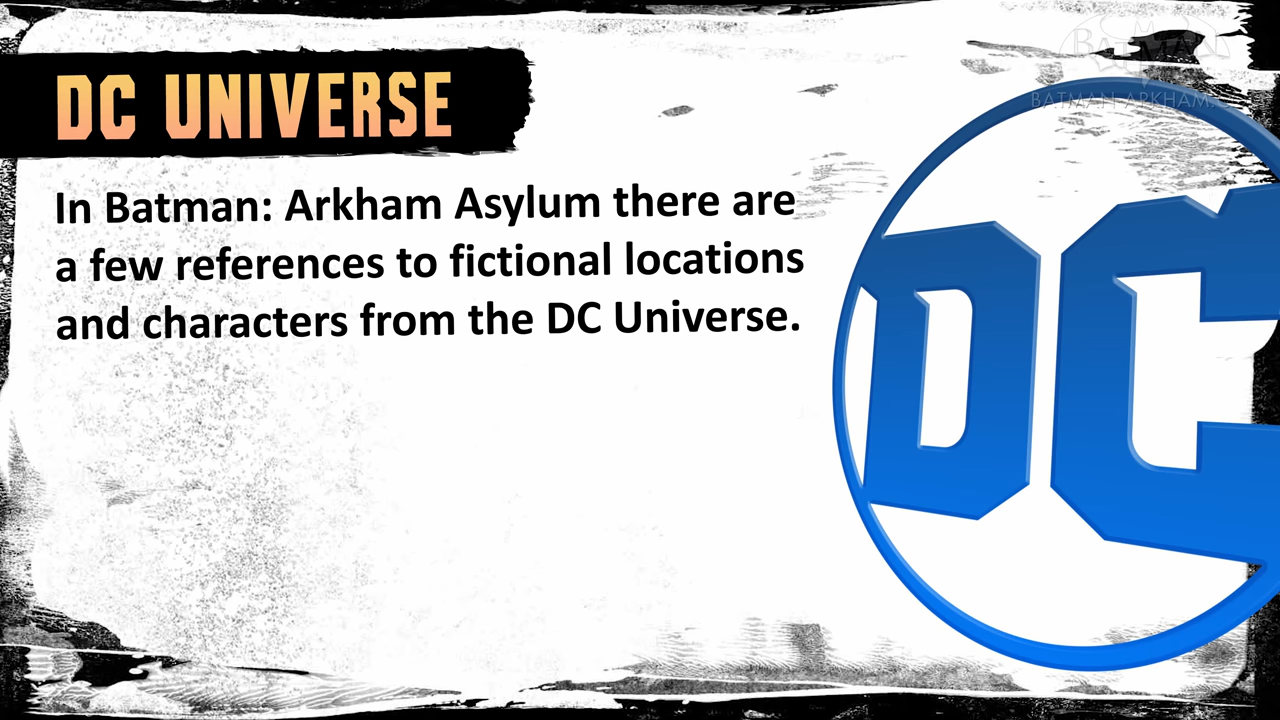 DC UNIVERSE
In Batman: Arkham Asylum there are
a few references to fictional locations
and characters from the DC Universe.
BATMAN
BATMAN ARKHAM
DC